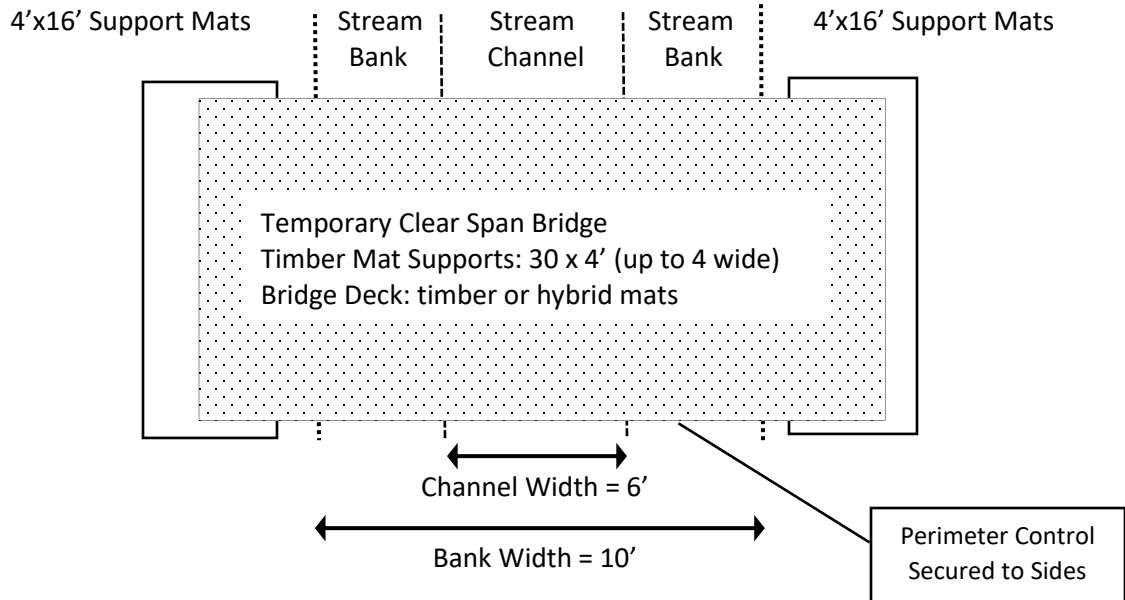 4’x16’ Support Mats
Stream
Bank
Stream
Channel
Stream
Bank
4’x16’ Support Mats
Temporary Clear Span Bridge
Timber Mat Supports: 30 x 4’ (up to 4 wide)
Bridge Deck: timber or hybrid mats
Channel Width = 6’
Bank Width = 10’
Perimeter Control
Secured to Sides